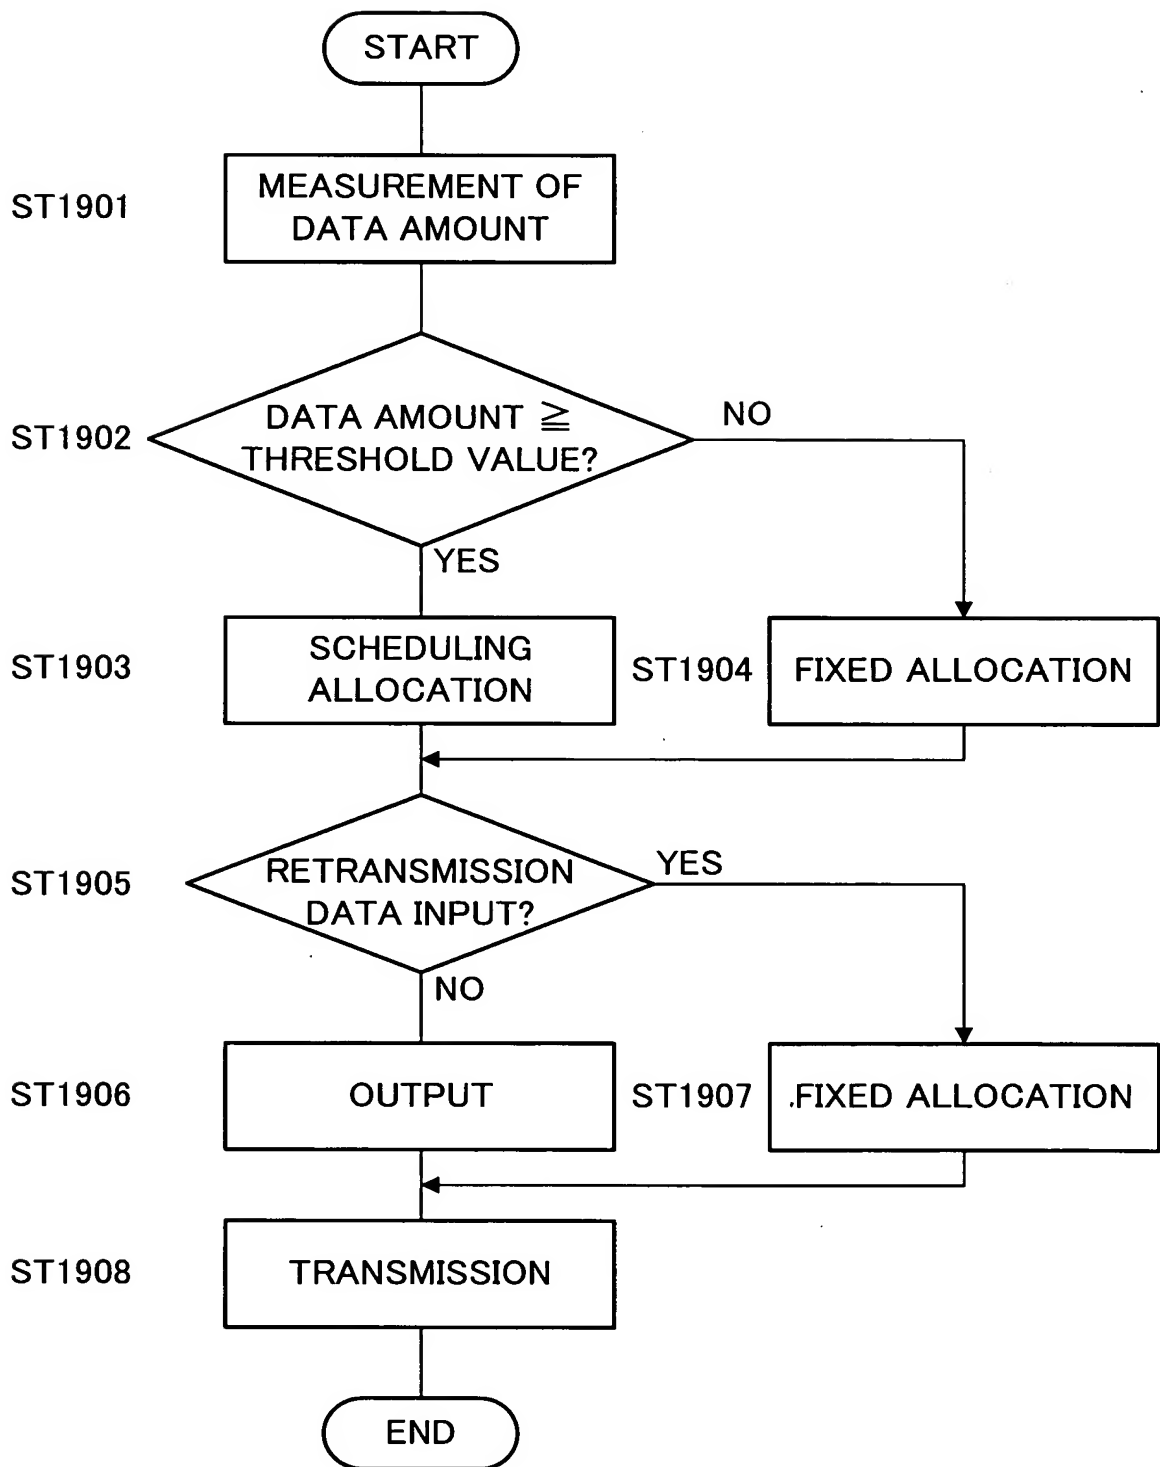 START
ST1901
MEASUREMENT OF
DATA AMOUNT
ST1902
DATA AMOUNT ≧
THRESHOLD VALUE?
NO
YES
ST1903
SCHEDULING
ALLOCATION
ST1904
FIXED ALLOCATION
ST1905
RETRANSMISSION
DATA INPUT?
YES
NO
ST1906
OUTPUT
ST1907
FIXED ALLOCATION
ST1908
TRANSMISSION
END